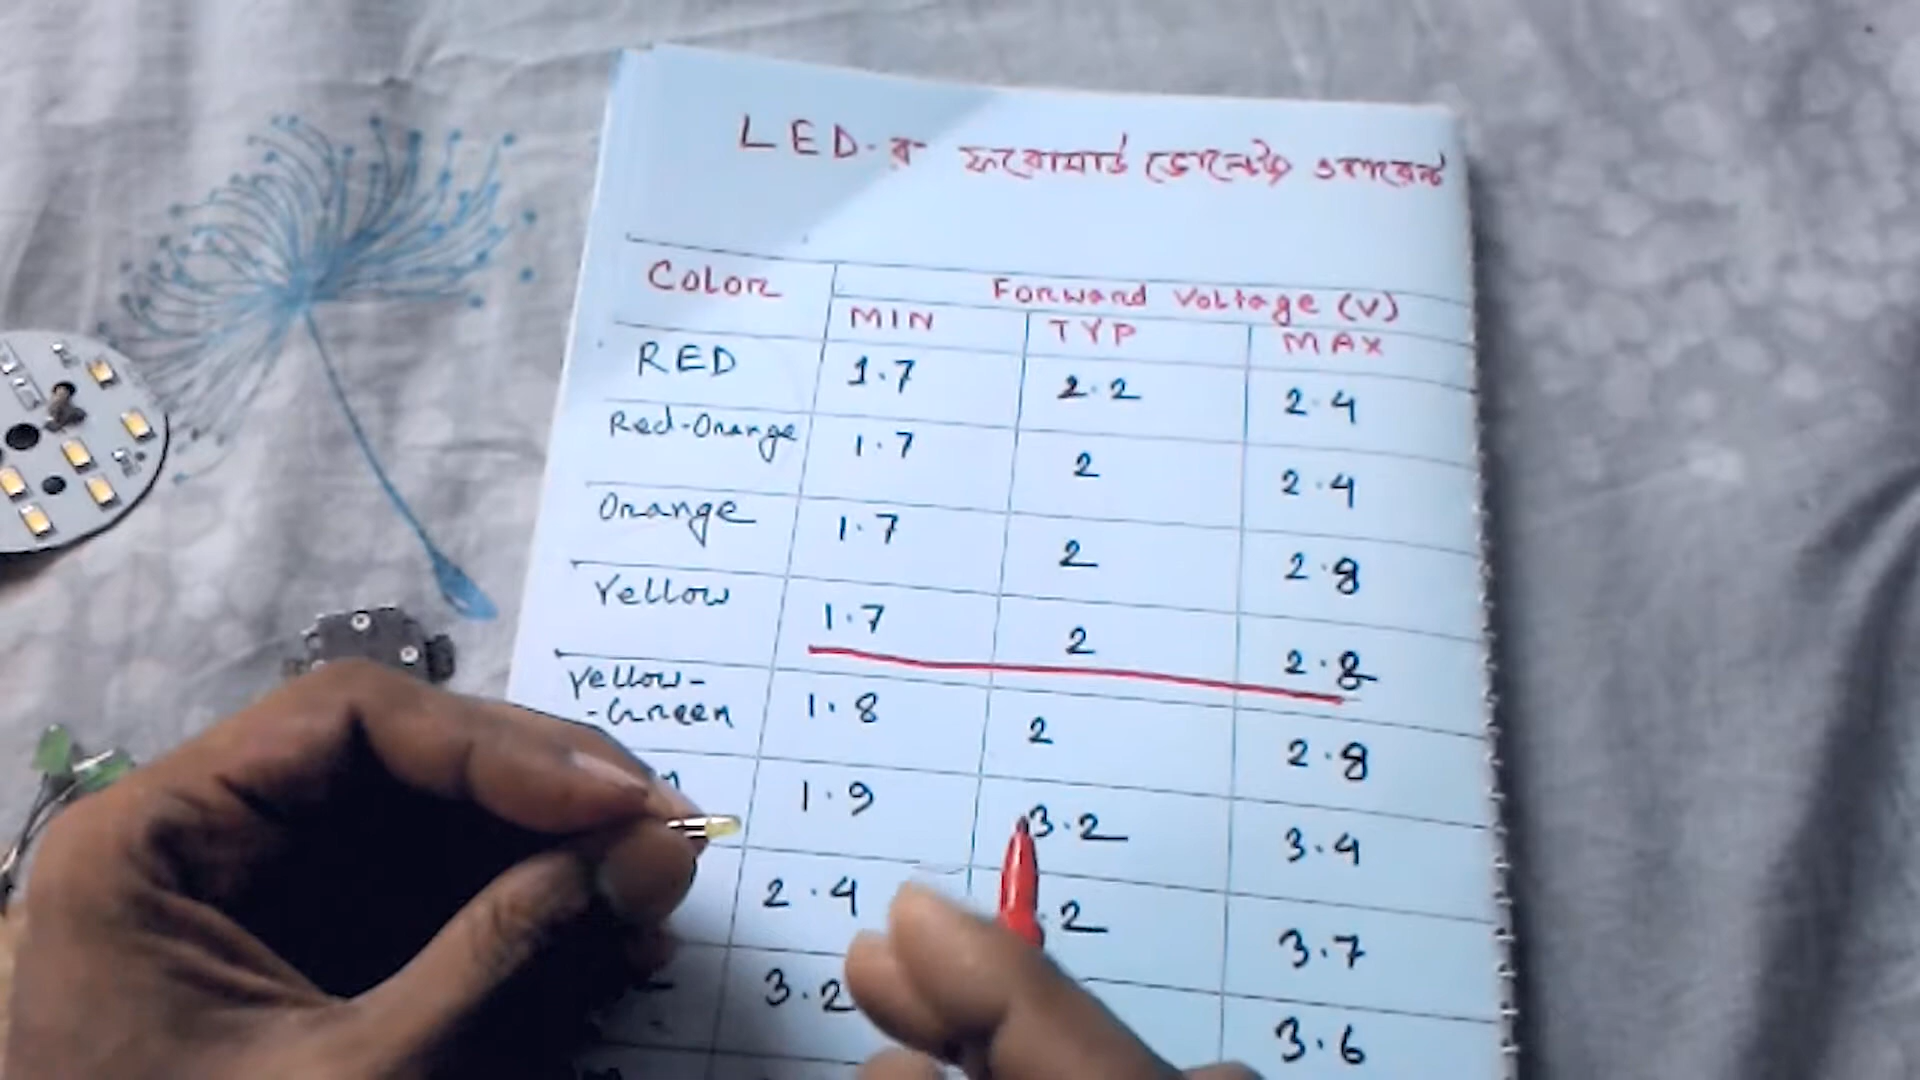 LED-র ফরোয়ার্ড ভোল্টেজ ও কারেন্ট
Color Forward Voltage (V)
MIN TYP MAX
RED 1.7 2.2 2.4
Red-Orange 1.7 2 2.4
Orange 1.7 2 2.8
Yellow 1.7 2 2.8
Yellow-
-Green 1.8 2 2.8
1.9 3.2 3.4
2.4 .2 3.7
3.2 3.6